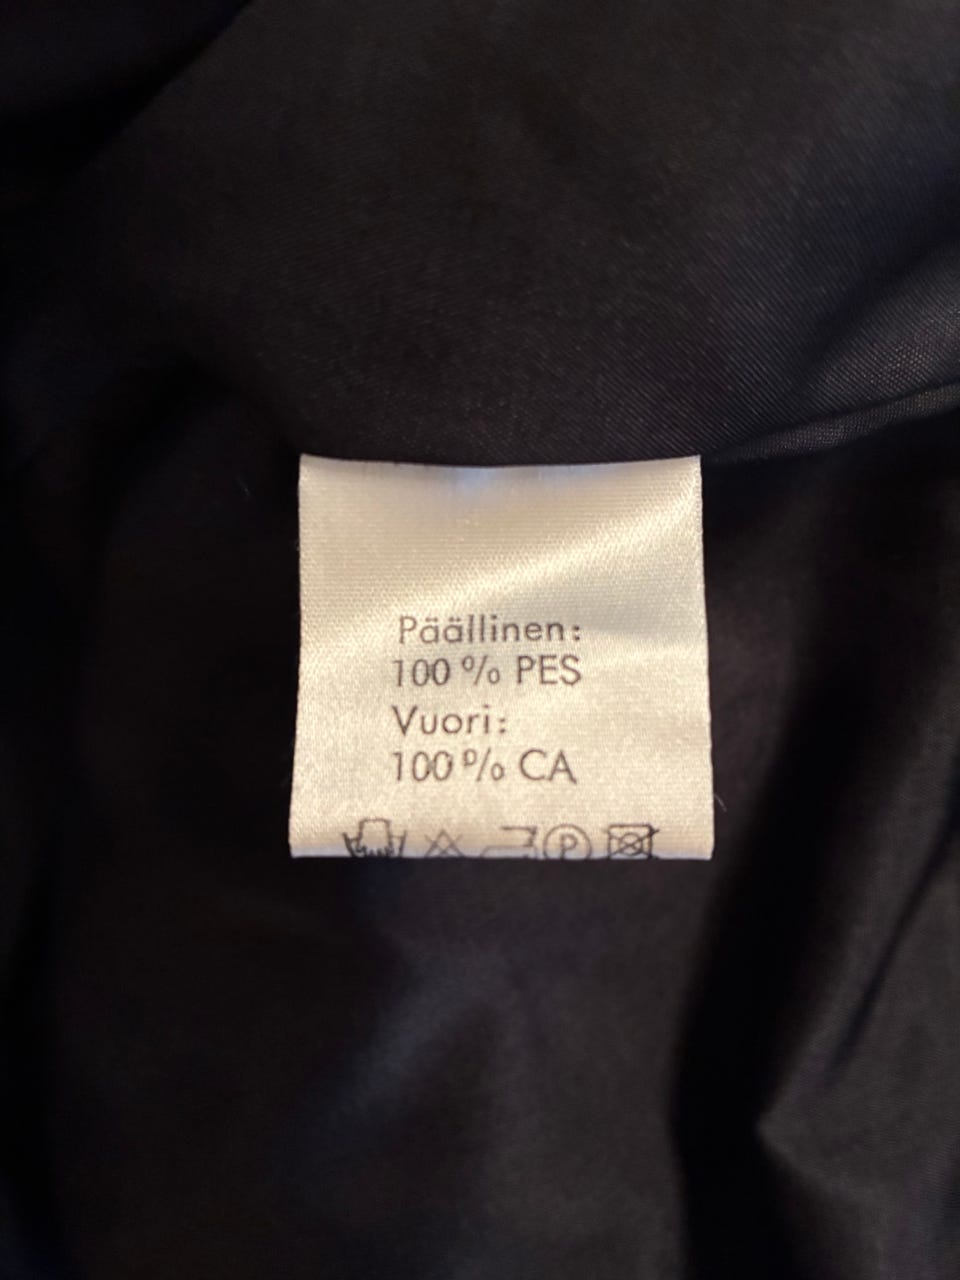 Päällinen:
100 % PES
Vuori:
100 % CA
P